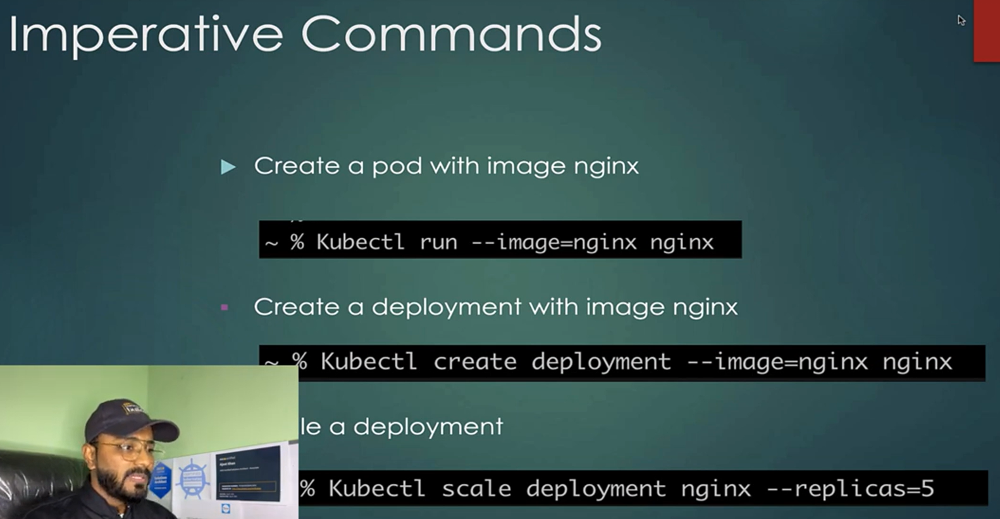 Imperative Commands
Create a pod with image nginx
~ % Kubectl run --image=nginx nginx
Create a deployment with image nginx
~ % Kubectl create deployment --image=nginx nginx
le a deployment
% Kubectl scale deployment nginx --replicas=5